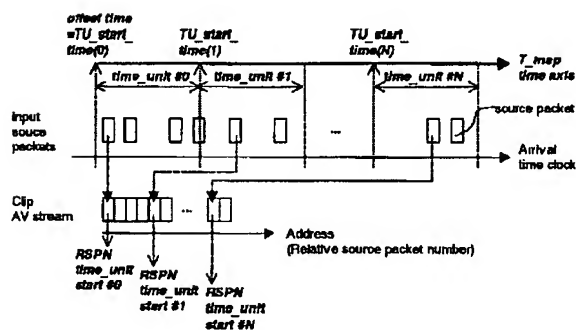 offset time
=TU_start_
time(0)
TU_start_
time(1)
TU_start_
time(N)
T_map
time axis
time_unit #0
time_unit #1
time_unit #N
source packet
Input
souce
packets
...
Arrival
time clock
Clip
AV stream
...
Address
(Relative source packet number)
RSPN
time_unit
start #0
RSPN
time_unit
start #1
RSPN
time_unit
start #N